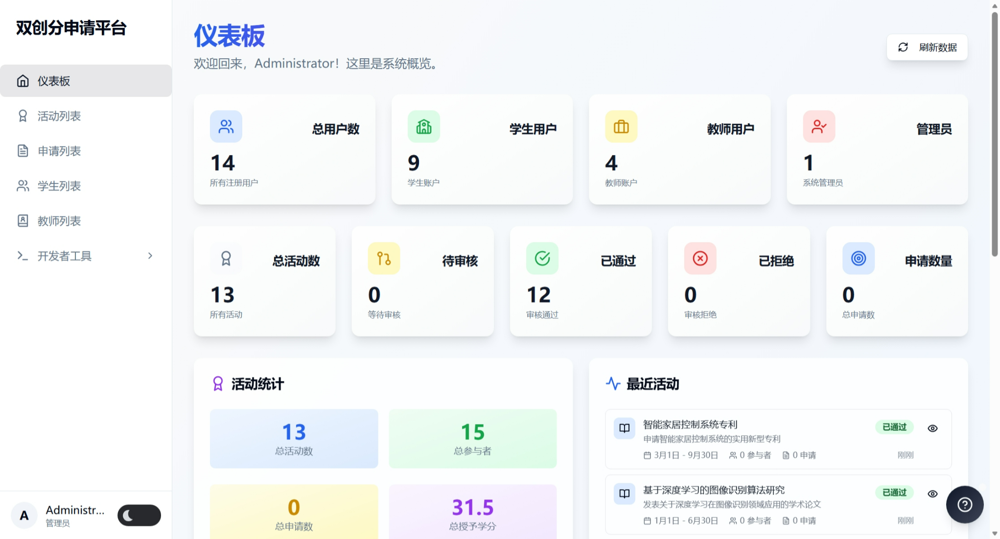 双创分申请平台
仪表板
活动列表
申请列表
学生列表
教师列表
开发者工具
A
Administr...
管理员
仪表板
欢迎回来，Administrator！这里是系统概览。
刷新数据
总用户数
14
所有注册用户
学生用户
9
学生账户
教师用户
4
教师账户
管理员
1
系统管理员
总活动数
13
所有活动
待审核
0
等待审核
已通过
12
审核通过
已拒绝
0
审核拒绝
申请数量
0
总申请数
活动统计
13
总活动数
15
总参与者
0
总申请数
31.5
总授予学分
最近活动
智能家居控制系统专利
已通过
申请智能家居控制系统的实用新型专利
3月1日 - 9月30日 0 参与者 0 申请 刚刚
基于深度学习的图像识别算法研究
已通过
发表关于深度学习在图像识别领域应用的学术论文
1月1日 - 6月30日 0 参与者 0 申请 刚刚